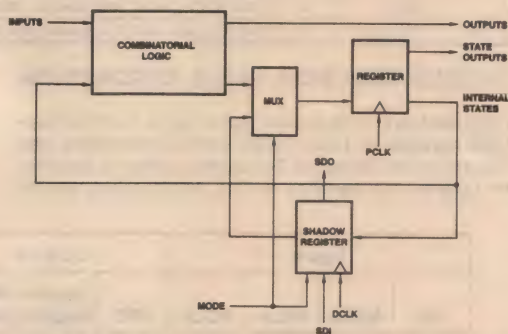 INPUTS
COMBINATORIAL
LOGIC
OUTPUTS
STATE
OUTPUTS
REGISTER
MUX
INTERNAL
STATES
PCLK
SDO
SHADOW
REGISTER
MODE
DCLK
SDI